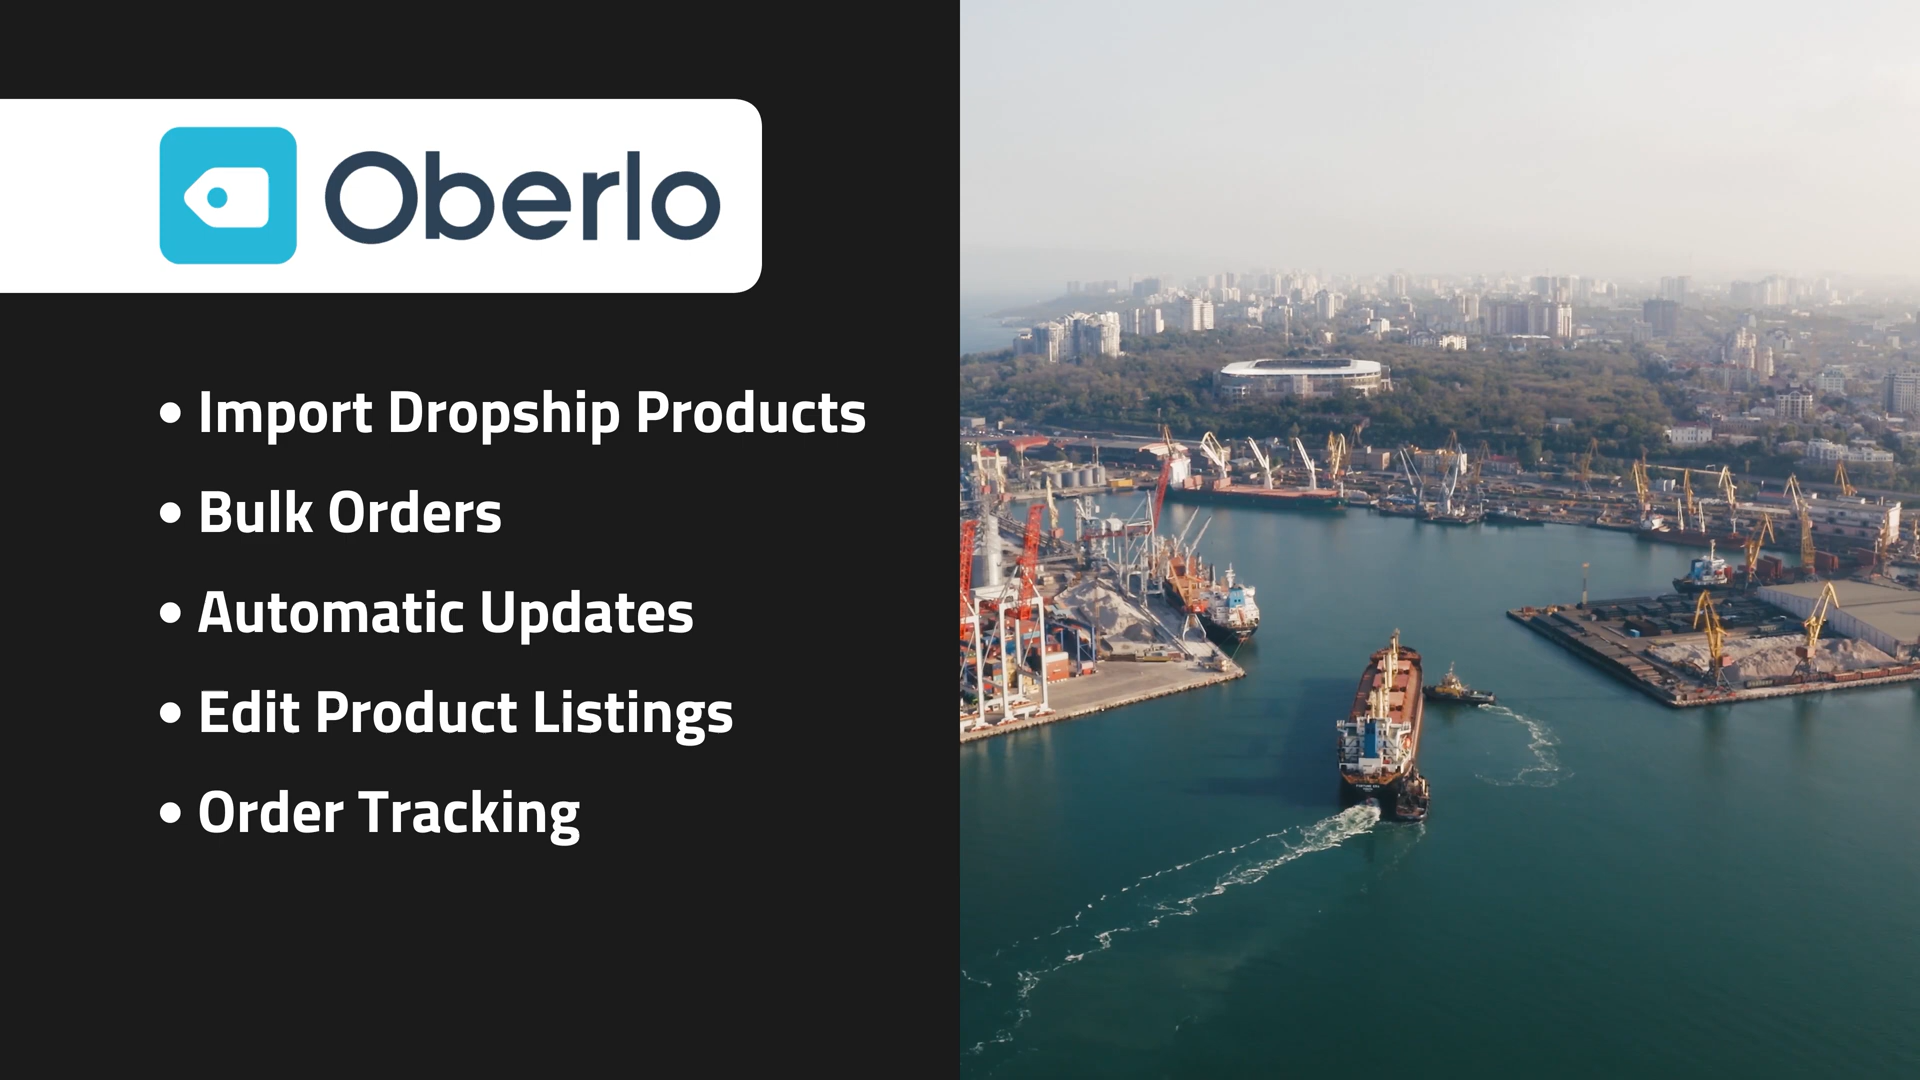 Oberlo
• Import Dropship Products
• Bulk Orders
• Automatic Updates
• Edit Product Listings
• Order Tracking